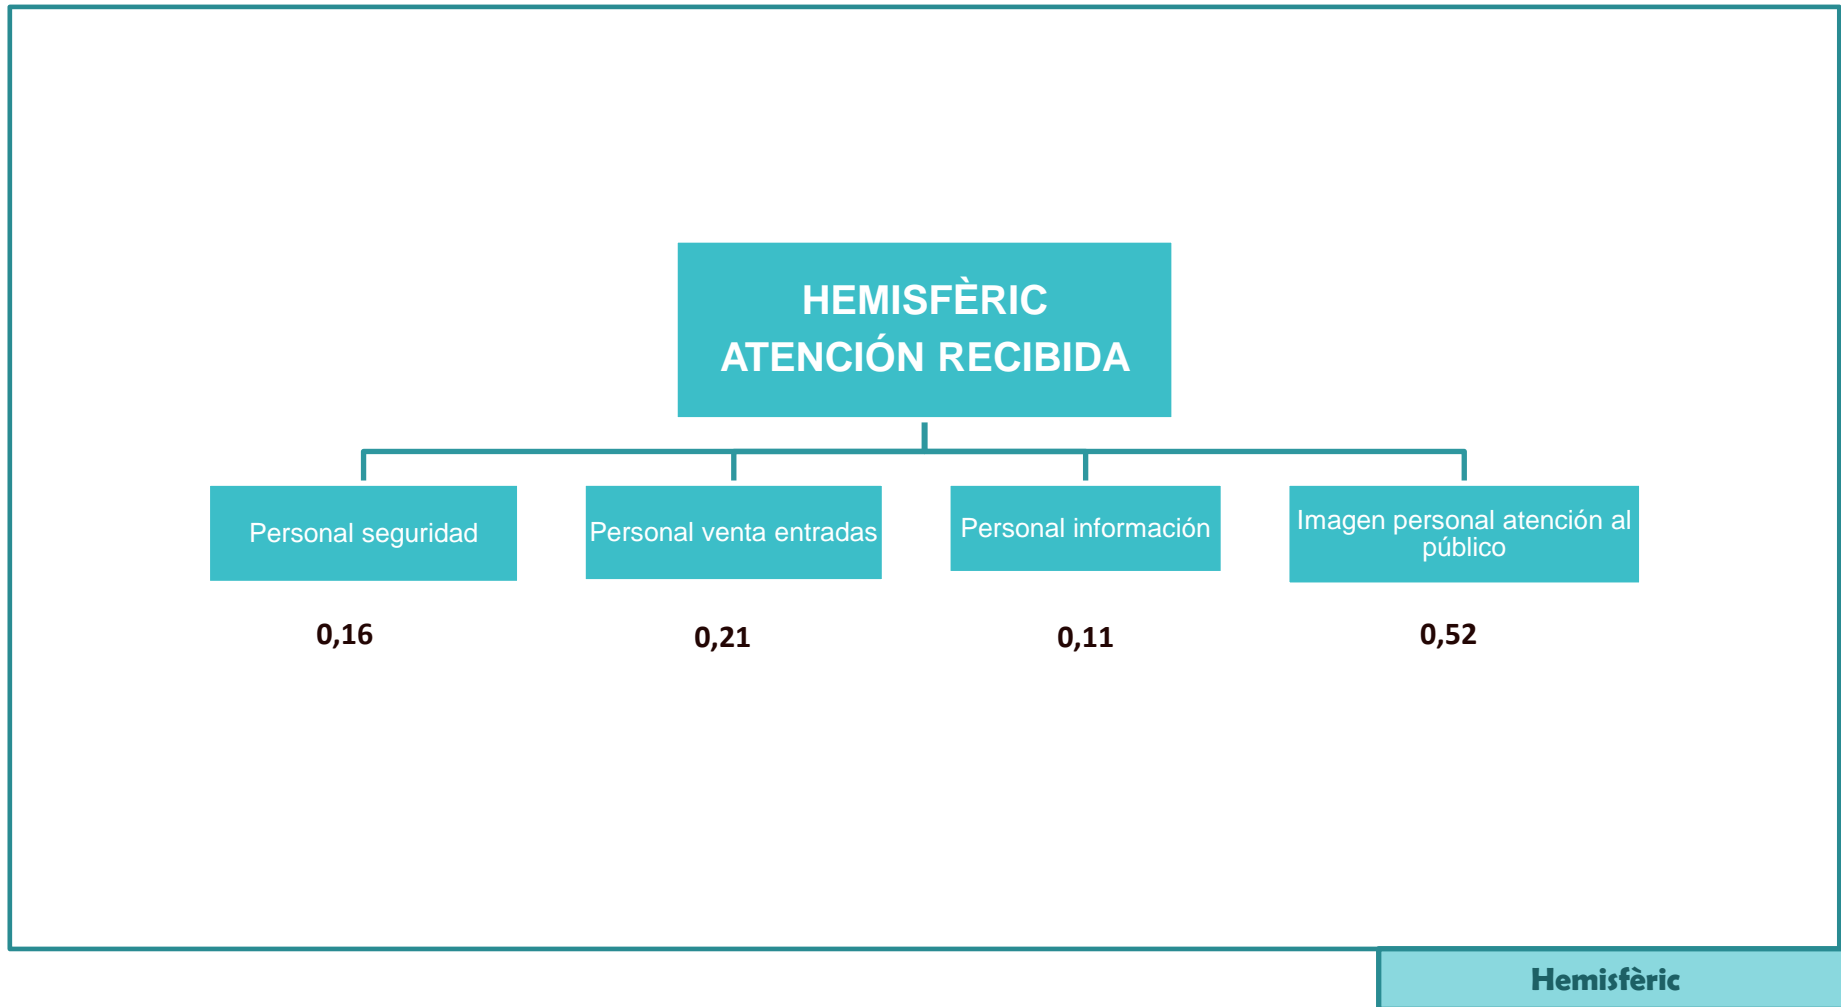 HEMISFÈRIC
ATENCIÓN RECIBIDA
Personal seguridad
Personal venta entradas
Personal información
Imagen personal atención al
público
0,16
0,21
0,11
0,52
Hemisfèric